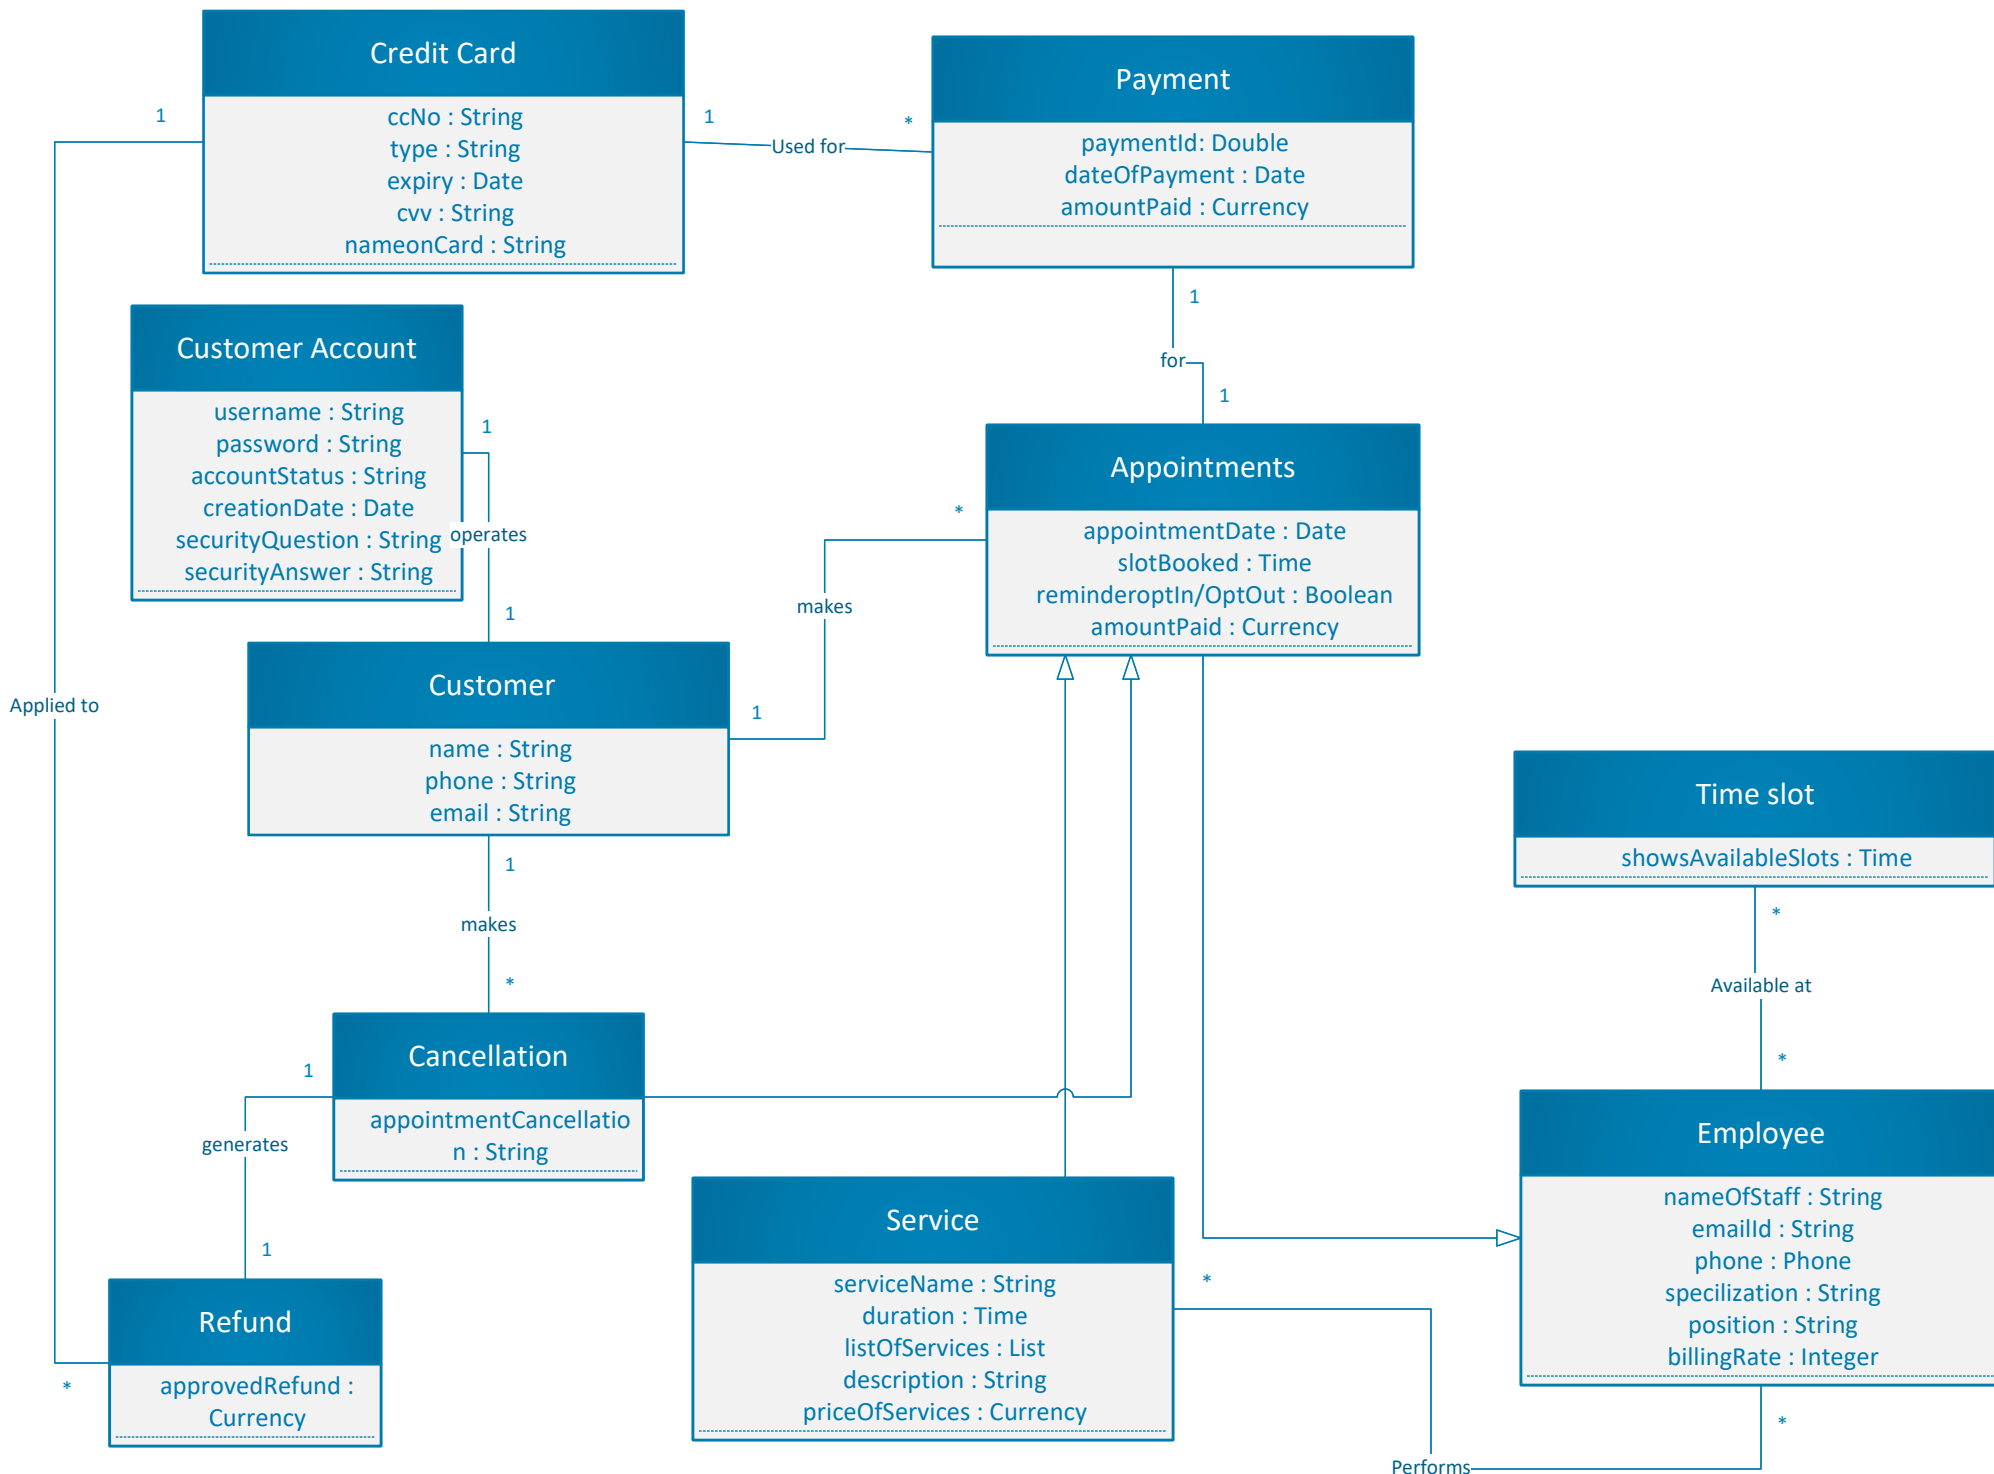 Credit Card
ccNo : String
type : String
expiry : Date
cvv : String
nameonCard : String
1
1
Used for
*
Payment
paymentId: Double
dateOfPayment : Date
amountPaid : Currency
1
for
1
Customer Account
username : String
password : String
accountStatus : String
creationDate : Date
securityQuestion : String
securityAnswer : String
1
operates
1
Appointments
appointmentDate : Date
slotBooked : Time
reminderoptIn/OptOut : Boolean
amountPaid : Currency
*
makes
1
Customer
name : String
phone : String
email : String
Applied to
1
makes
*
Time slot
showsAvailableSlots : Time
*
Available at
*
Cancellation
appointmentCancellatio
n : String
1
generates
1
Employee
nameOfStaff : String
emailId : String
phone : Phone
specilization : String
position : String
billingRate : Integer
*
Service
serviceName : String
duration : Time
listOfServices : List
description : String
priceOfServices : Currency
*
Performs
Refund
approvedRefund :
Currency
*